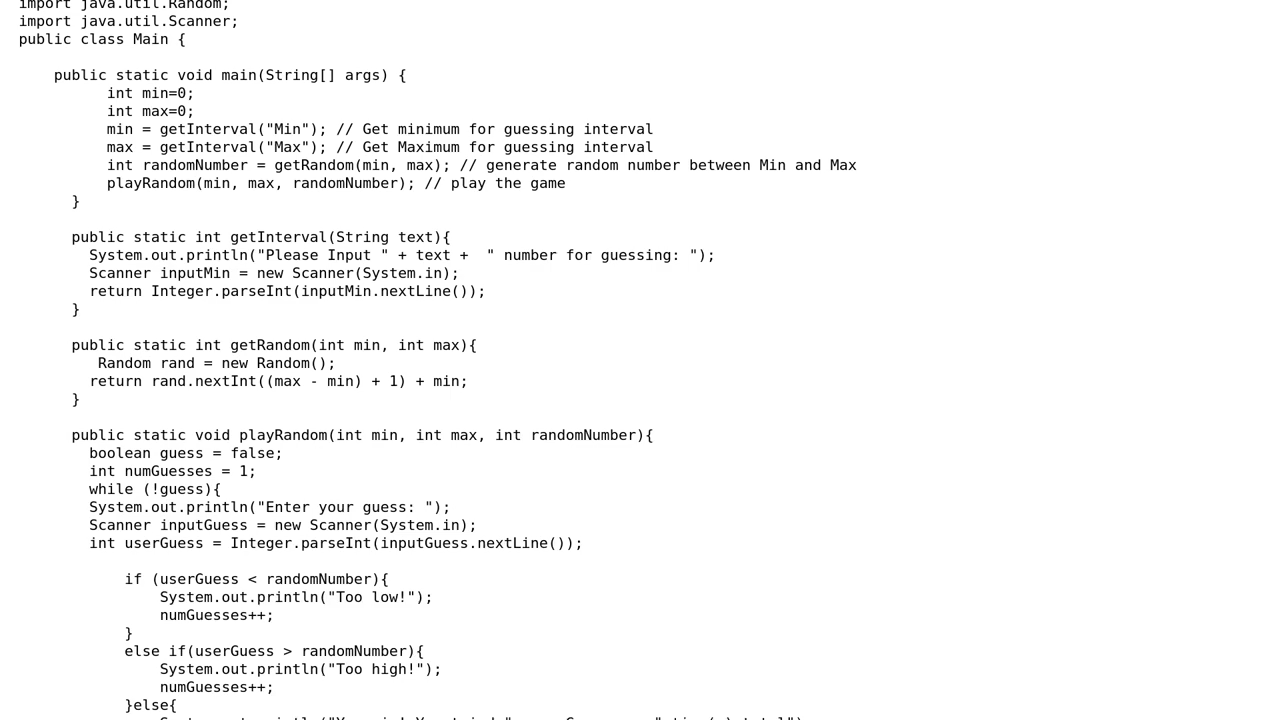 import java.util.Random;
import java.util.Scanner;
public class Main {
public static void main(String[] args) {
int min=0;
int max=0;
min = getInterval("Min"); // Get minimum for guessing interval
max = getInterval("Max"); // Get Maximum for guessing interval
int randomNumber = getRandom(min, max); // generate random number between Min and Max
playRandom(min, max, randomNumber); // play the game
}
public static int getInterval(String text){
System.out.println("Please Input " + text +  " number for guessing: ");
Scanner inputMin = new Scanner(System.in);
return Integer.parseInt(inputMin.nextLine());
}
public static int getRandom(int min, int max){
Random rand = new Random();
return rand.nextInt((max - min) + 1) + min;
}
public static void playRandom(int min, int max, int randomNumber){
boolean guess = false;
int numGuesses = 1;
while (!guess){
System.out.println("Enter your guess: ");
Scanner inputGuess = new Scanner(System.in);
int userGuess = Integer.parseInt(inputGuess.nextLine());
if (userGuess < randomNumber){
System.out.println("Too low!");
numGuesses++;
}
else if(userGuess > randomNumber){
System.out.println("Too high!");
numGuesses++;
}else{